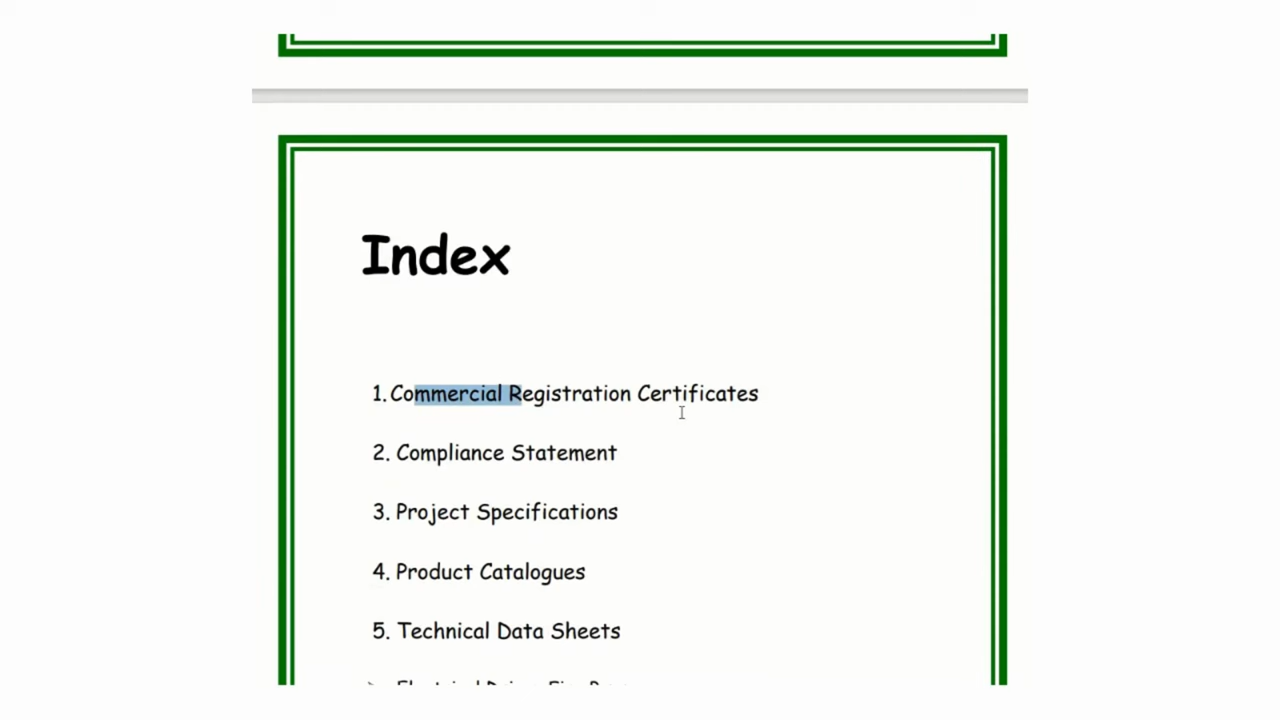 Index
1. Commercial Registration Certificates
2. Compliance Statement
3. Project Specifications
4. Product Catalogues
5. Technical Data Sheets